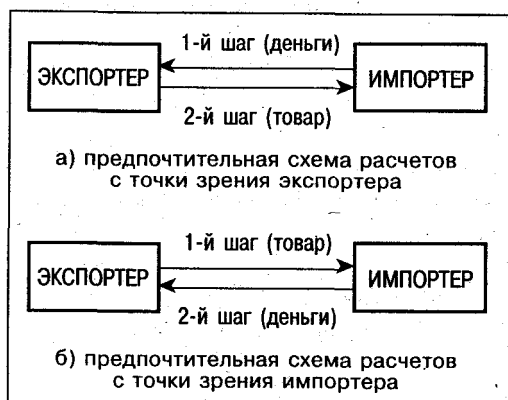 1-й шаг (деньги)
ЭКСПОРТЕР
ИМПОРТЕР
2-й шаг (товар)
а) предпочтительная схема расчетов
с точки зрения экспортера
1-й шаг (товар)
ЭКСПОРТЕР
ИМПОРТЕР
2-й шаг (деньги)
б) предпочтительная схема расчетов
с точки зрения импортера